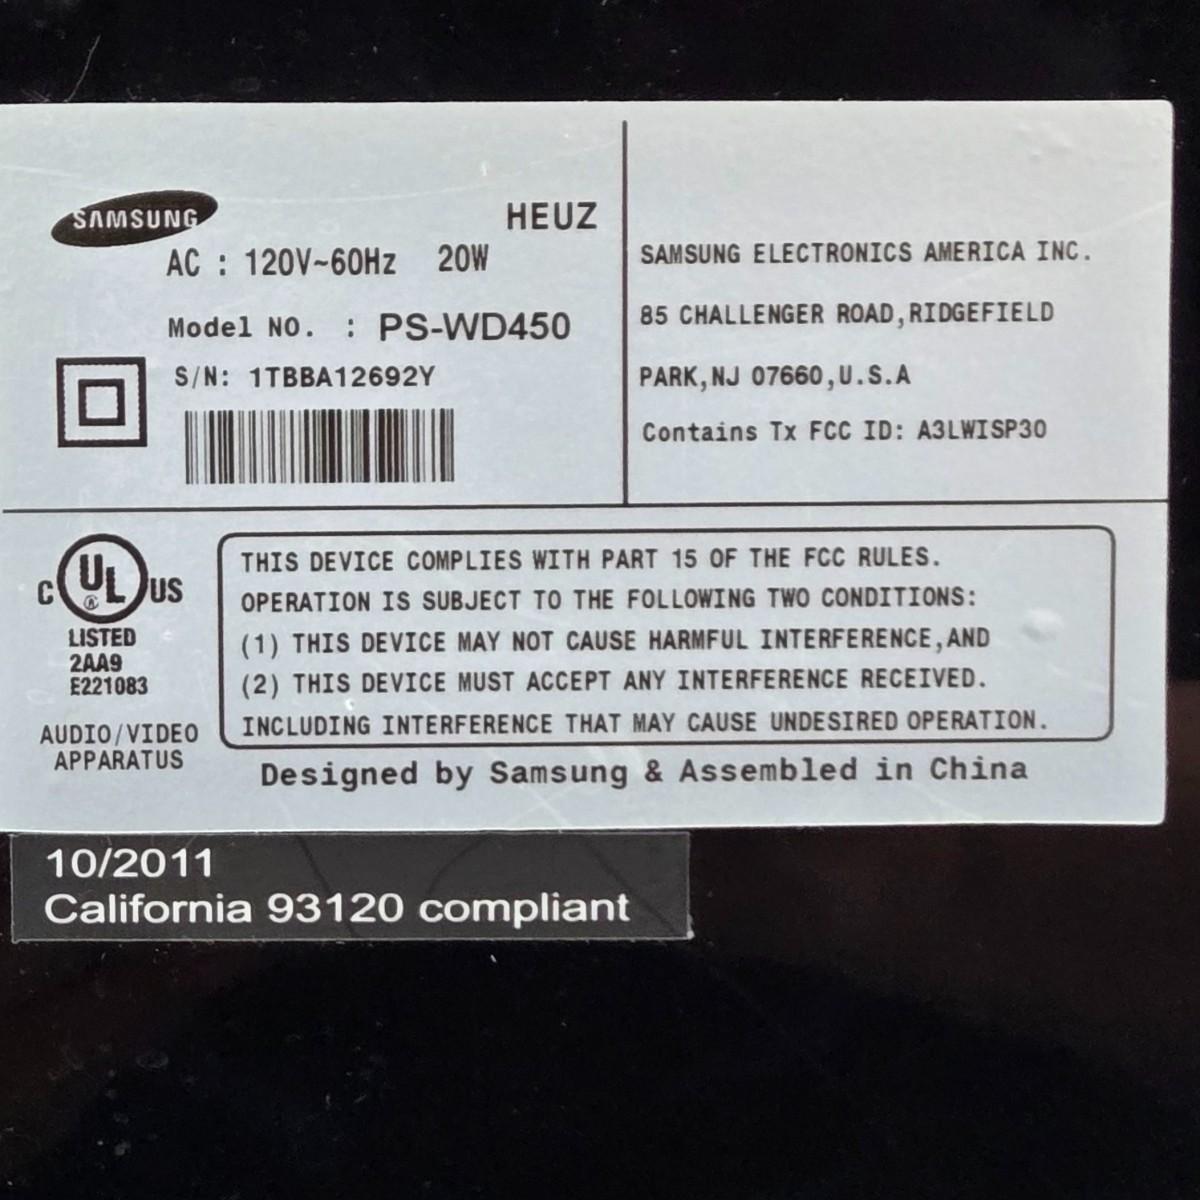 SAMSUNG
HEUZ
AC : 120V~60Hz 20W
Model NO. : PS-WD450
S/N: 1TBBA12692Y
SAMSUNG ELECTRONICS AMERICA INC.
85 CHALLENGER ROAD,RIDGEFIELD
PARK,NJ 07660,U.S.A
Contains Tx FCC ID: A3LWISP30
C UL ® US
LISTED
2AA9
E221083
AUDIO/VIDEO
APPARATUS
THIS DEVICE COMPLIES WITH PART 15 OF THE FCC RULES.
OPERATION IS SUBJECT TO THE FOLLOWING TWO CONDITIONS:
(1) THIS DEVICE MAY NOT CAUSE HARMFUL INTERFERENCE,AND
(2) THIS DEVICE MUST ACCEPT ANY INTERFERENCE RECEIVED.
INCLUDING INTERFERENCE THAT MAY CAUSE UNDESIRED OPERATION.
Designed by Samsung & Assembled in China
10/2011
California 93120 compliant